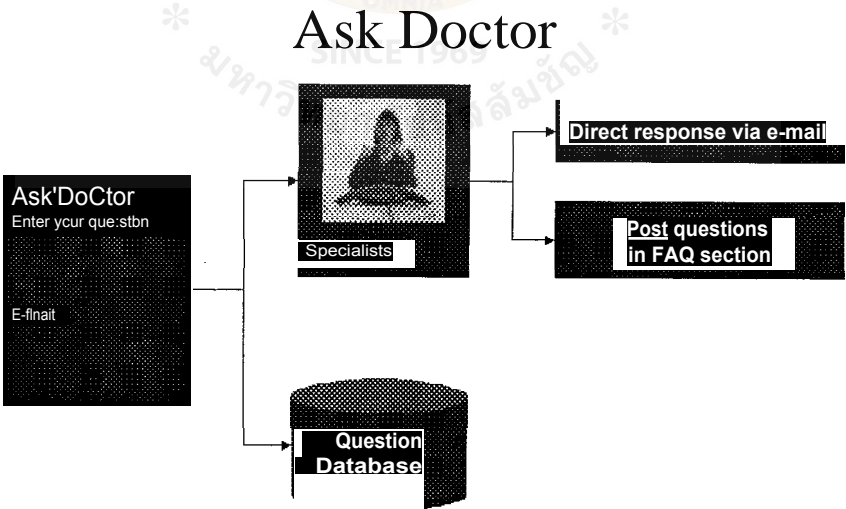 Ask Doctor
SINCE 1969
Direct response via e-mail
Ask'DoCtor
Enter ycur que:stbn
Post questions
in FAQ section
Specialists
E-flnait
Question
Database